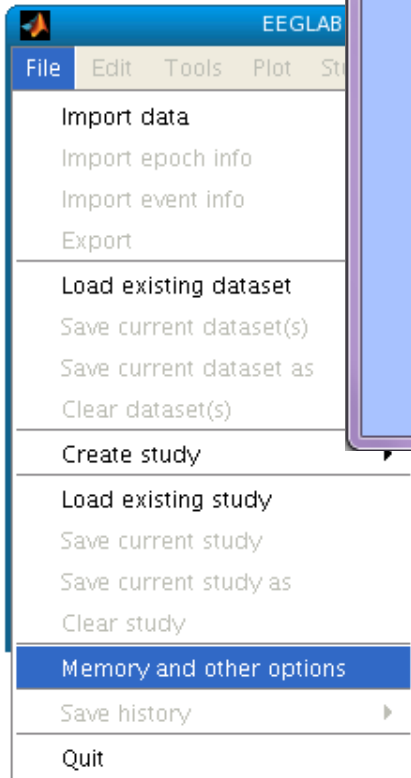 EEGLAB
File Edit Tools Plot
Import data
Import epoch info
Import event info
Export
Load existing dataset
Save current dataset(s)
Save current dataset as
Clear dataset(s)
Create study
Load existing study
Save current study
Save current study as
Clear study
Memory and other options
Save history
Quit